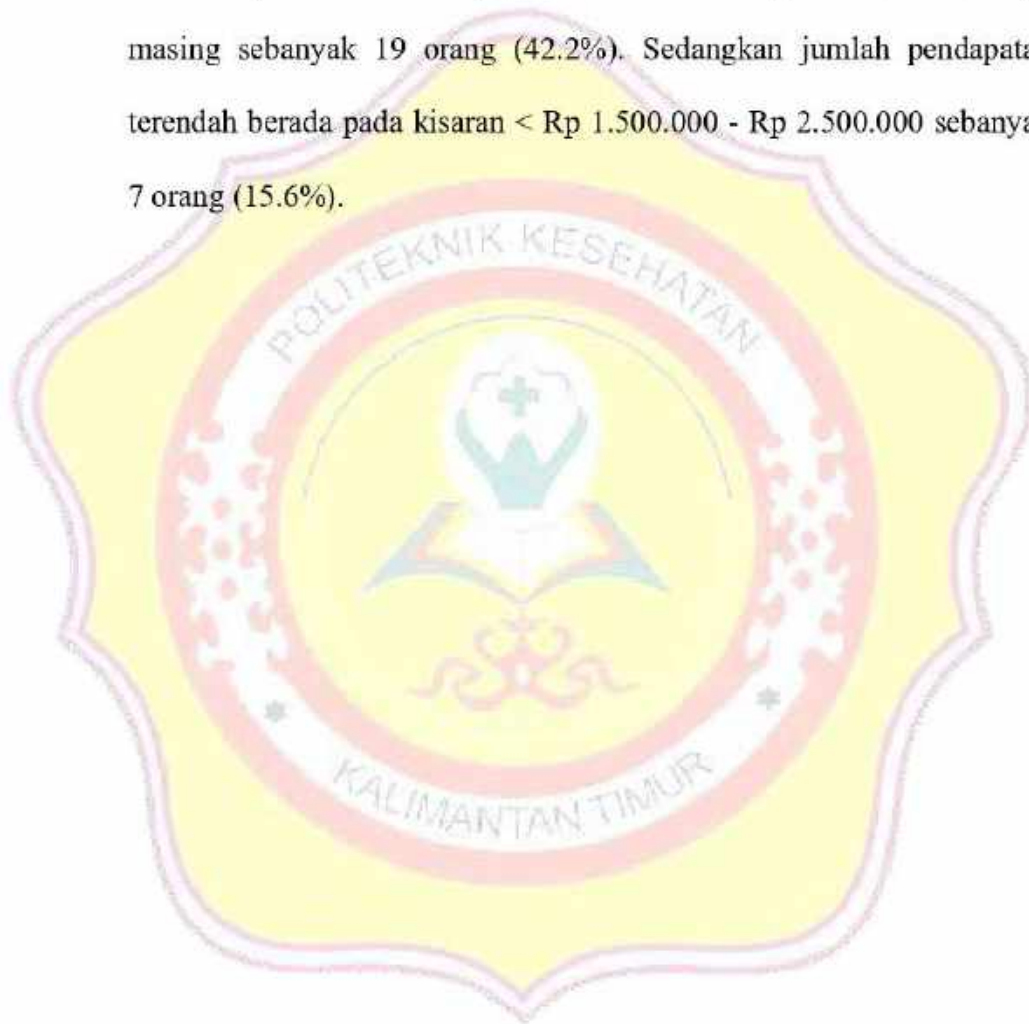 masing sebanyak 19 orang (42.2%). Sedangkan jumlah pendapata
terendah berada pada kisaran < Rp 1.500.000 - Rp 2.500.000 sebanya
7 orang (15.6%).
POLITEKNIK KESEHATAN
KALIMANTAN TIMUR